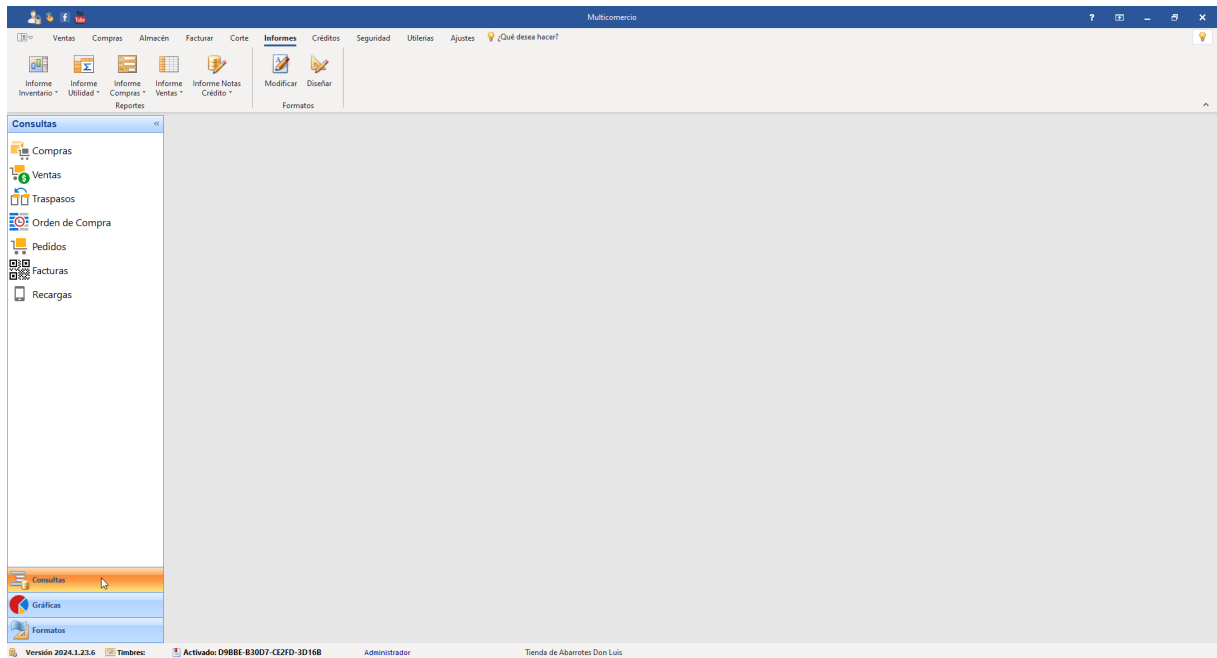 You
Tube
Multicomercio
Ventas Compras Almacén Facturar Corte Informes Créditos Seguridad Utilerias Ajustes ¿Qué desea hacer?
Informe Inventario
Informe Utilidad
Informe Compras
Informe Ventas
Informe Notas Crédito
Modificar
Diseñar
Reportes
Formatos
Consultas
Compras
Ventas
Traspasos
Orden de Compra
Pedidos
Facturas
Recargas
Consultas
Gráficas
Formatos
Versión 2024.1.23.6 Timbres: Activado: D9BBE-B30D7-CE2FD-3D16B Administrador Tienda de Abarrotes Don Luis